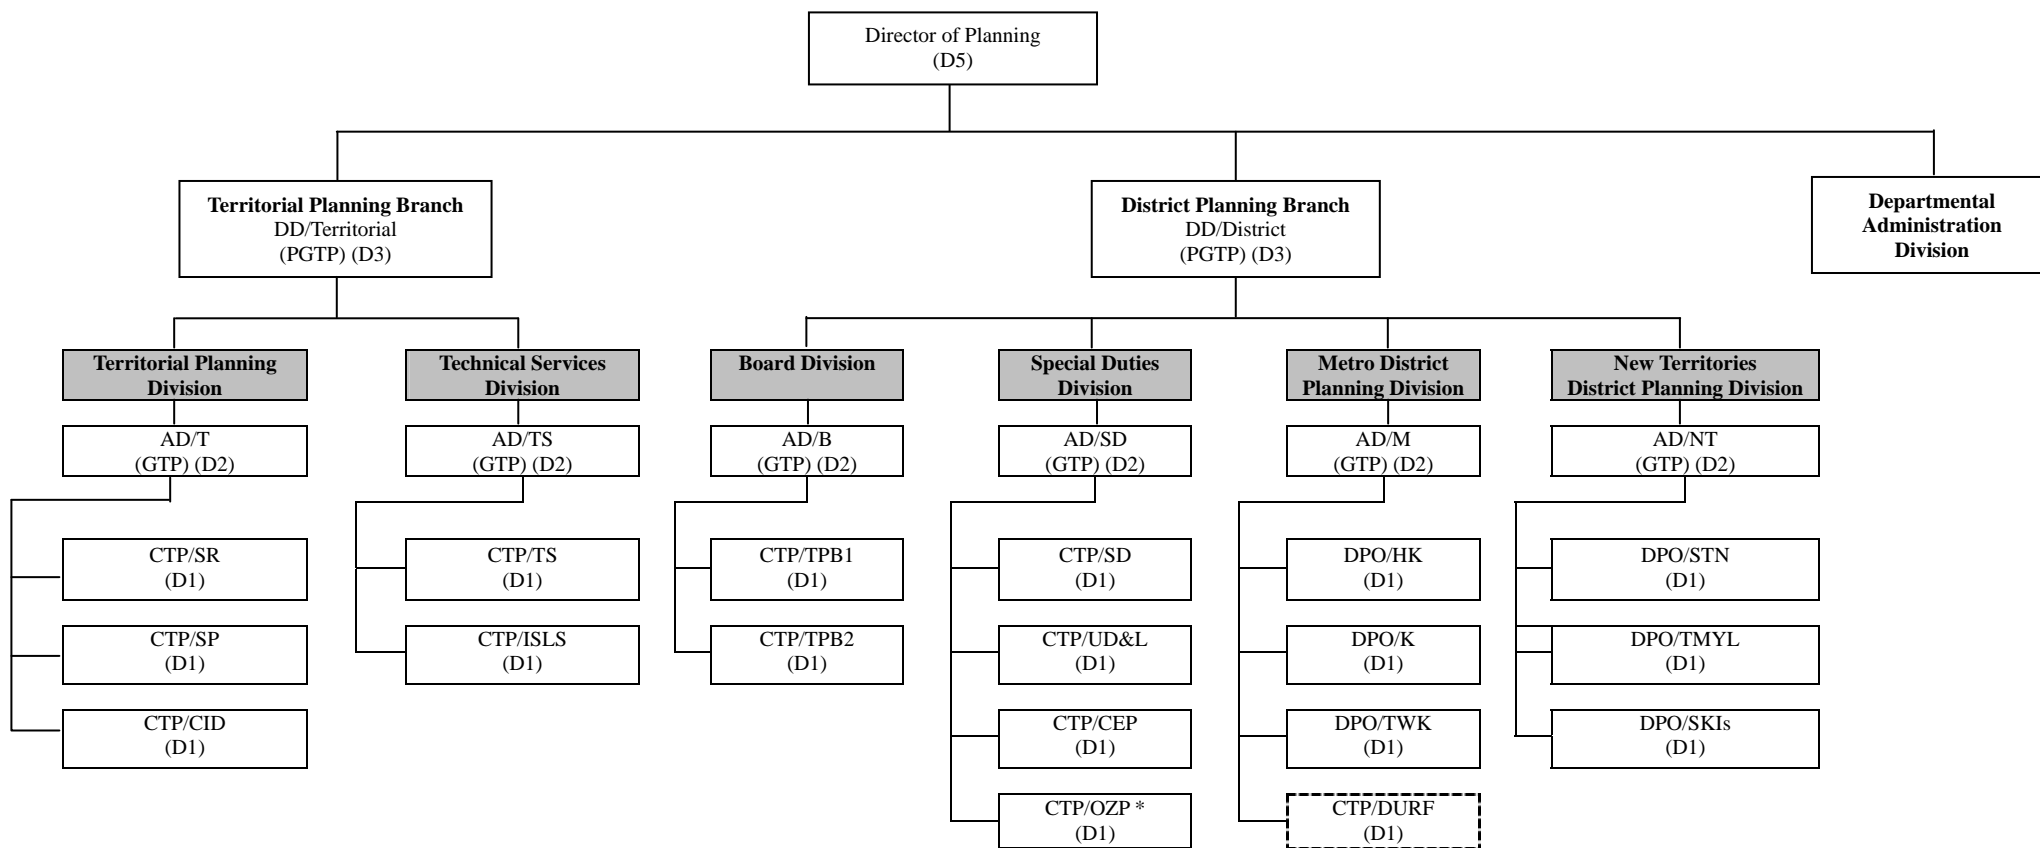 Director of Planning
(D5)
Territorial Planning Branch
DD/Territorial
(PGTP) (D3)
District Planning Branch
DD/District
(PGTP) (D3)
Departmental
Administration
Division
Territorial Planning
Division
Technical Services
Division
Board Division
Special Duties
Division
Metro District
Planning Division
New Territories
District Planning Division
AD/T
(GTP) (D2)
AD/TS
(GTP) (D2)
AD/B
(GTP) (D2)
AD/SD
(GTP) (D2)
AD/M
(GTP) (D2)
AD/NT
(GTP) (D2)
CTP/SR
(D1)
CTP/TS
(D1)
CTP/TPB1
(D1)
CTP/SD
(D1)
DPO/HK
(D1)
DPO/STN
(D1)
CTP/SP
(D1)
CTP/ISLS
(D1)
CTP/TPB2
(D1)
CTP/UD&L
(D1)
DPO/K
(D1)
DPO/TMYL
(D1)
CTP/CID
(D1)
CTP/CEP
(D1)
DPO/TWK
(D1)
DPO/SKIs
(D1)
CTP/OZP *
(D1)
CTP/DURF
(D1)